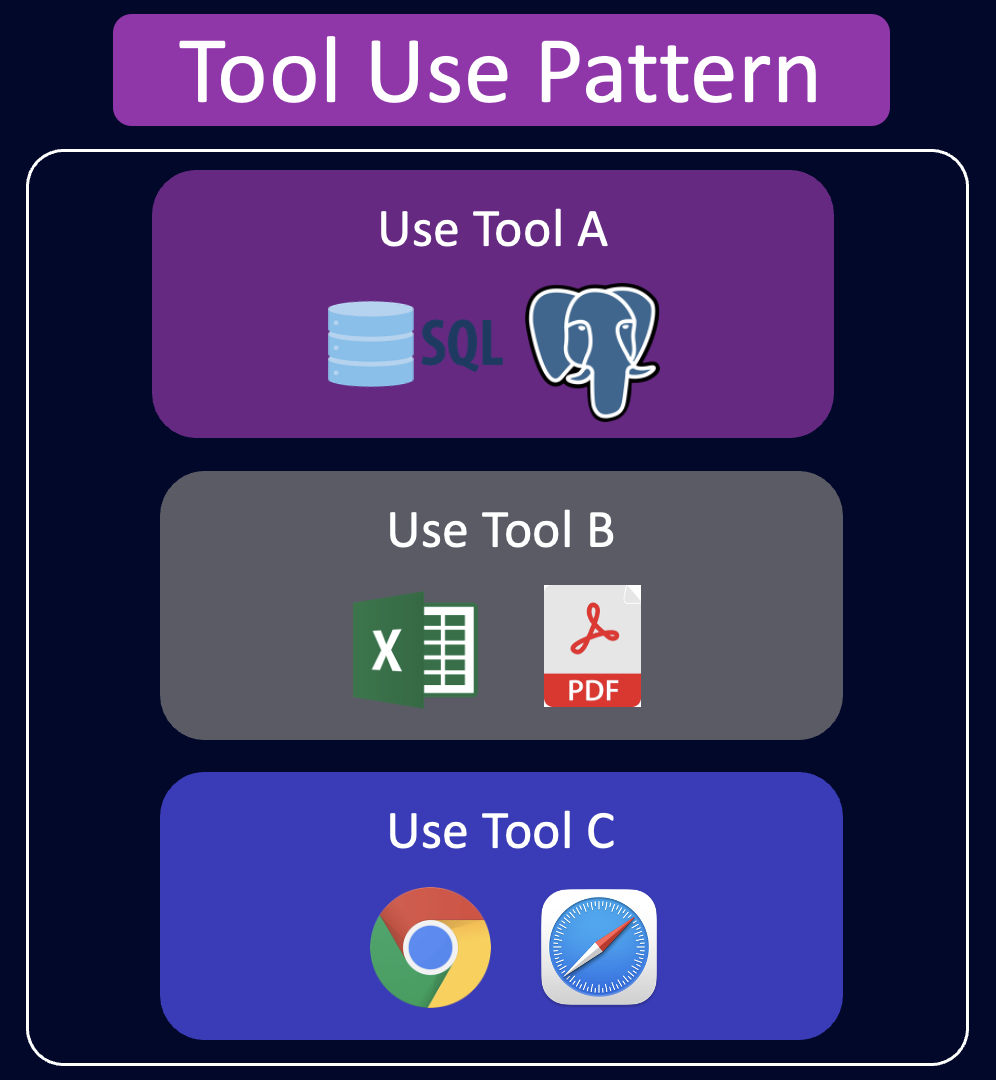 Tool Use Pattern
Use Tool A
SQL
Use Tool B
X
PDF
Use Tool C